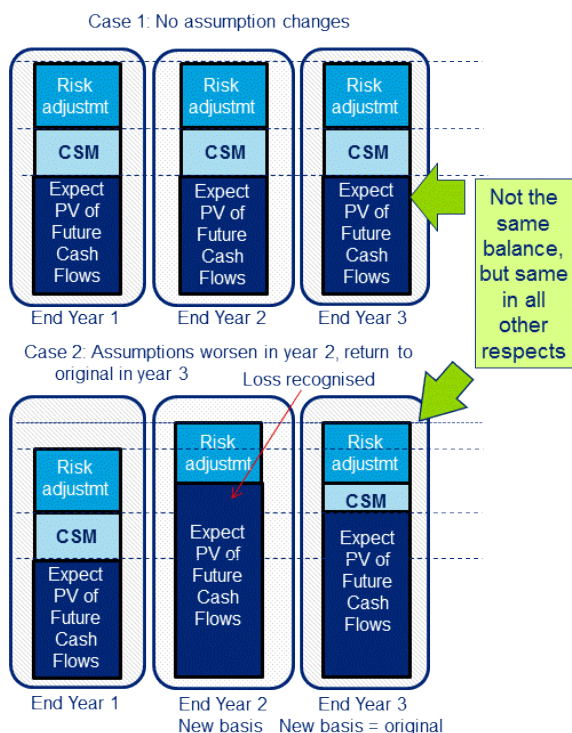 Case 1: No assumption changes
Risk
adjustmt
CSM
Expect
PV of
Future
Cash
Flows
End Year 1
Risk
adjustmt
CSM
Expect
PV of
Future
Cash
Flows
End Year 2
Risk
adjustmt
CSM
Expect
PV of
Future
Cash
Flows
End Year 3
Not the
same
balance,
but same
in all
other
respects
Case 2: Assumptions worsen in year 2, return to
original in year 3
Loss recognised
Risk
adjustmt
CSM
Expect
PV of
Future
Cash
Flows
End Year 1
Risk
adjustmt
Expect
PV of
Future
Cash
Flows
End Year 2
New basis
Risk
adjustmt
CSM
Expect
PV of
Future
Cash
Flows
End Year 3
New basis = original